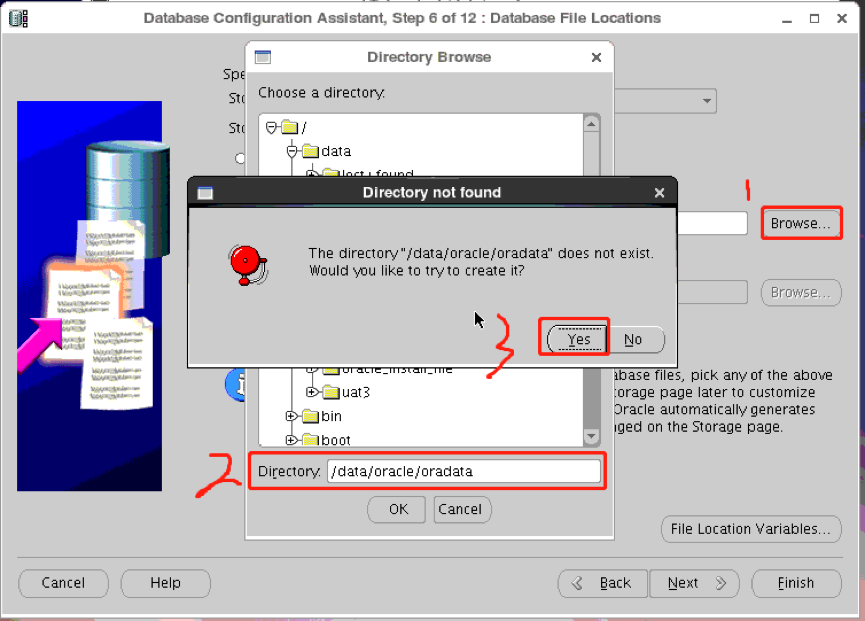 Database Configuration Assistant, Step 6 of 12 : Database File Locations
Directory Browse
Spe
Sto
Choose a directory:
/
data
Sto
lost+found
Directory not found
1
Browse...
The directory "/data/oracle/oradata" does not exist.
Would you like to try to create it?
Browse...
3
Yes
No
oracle_install_file
abase files, pick any of the above
uat3
torage page later to customize
Oracle automatically generates
bin
nged on the Storage page.
boot
2
Directory:
/data/oracle/oradata
OK
Cancel
File Location Variables...
Cancel
Help
Back
Next
Finish